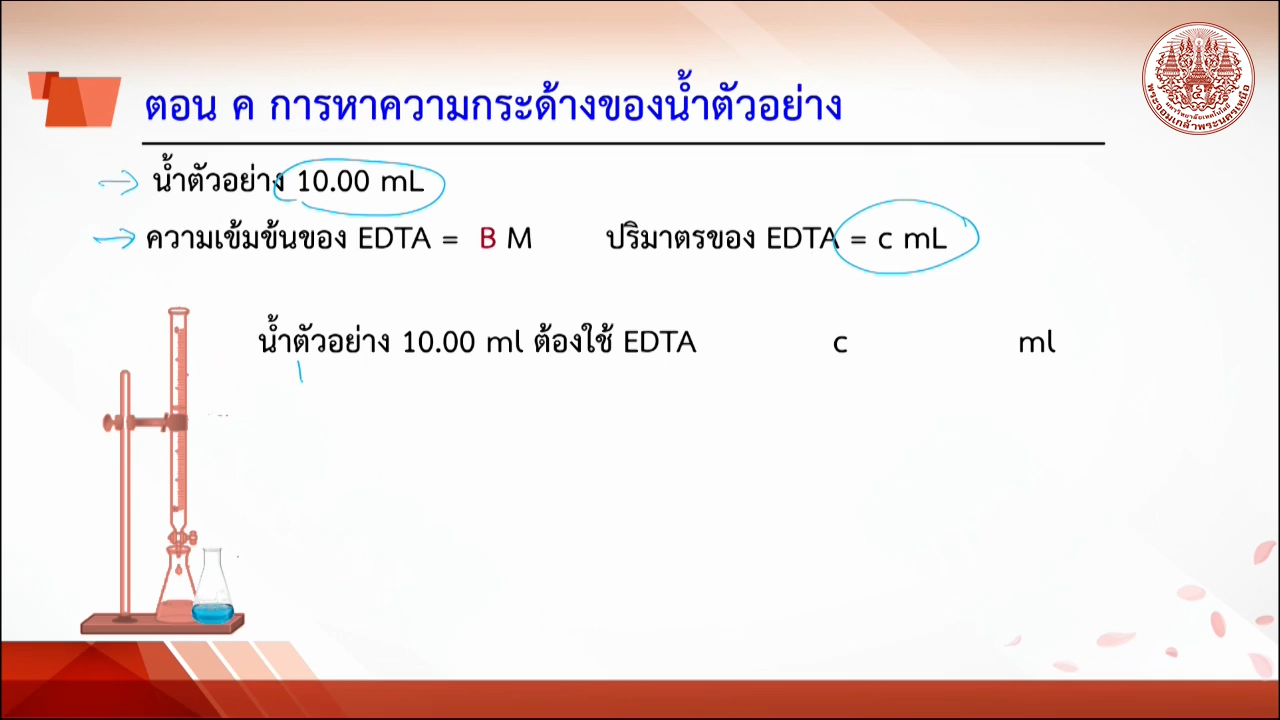 ตอน ค การหาความกระด้างของน้ำตัวอย่าง
น้ำตัวอย่าง 10.00 mL
ความเข้มข้นของ EDTA = B M ปริมาตรของ EDTA = c mL
น้ำตัวอย่าง 10.00 ml ต้องใช้ EDTA c ml